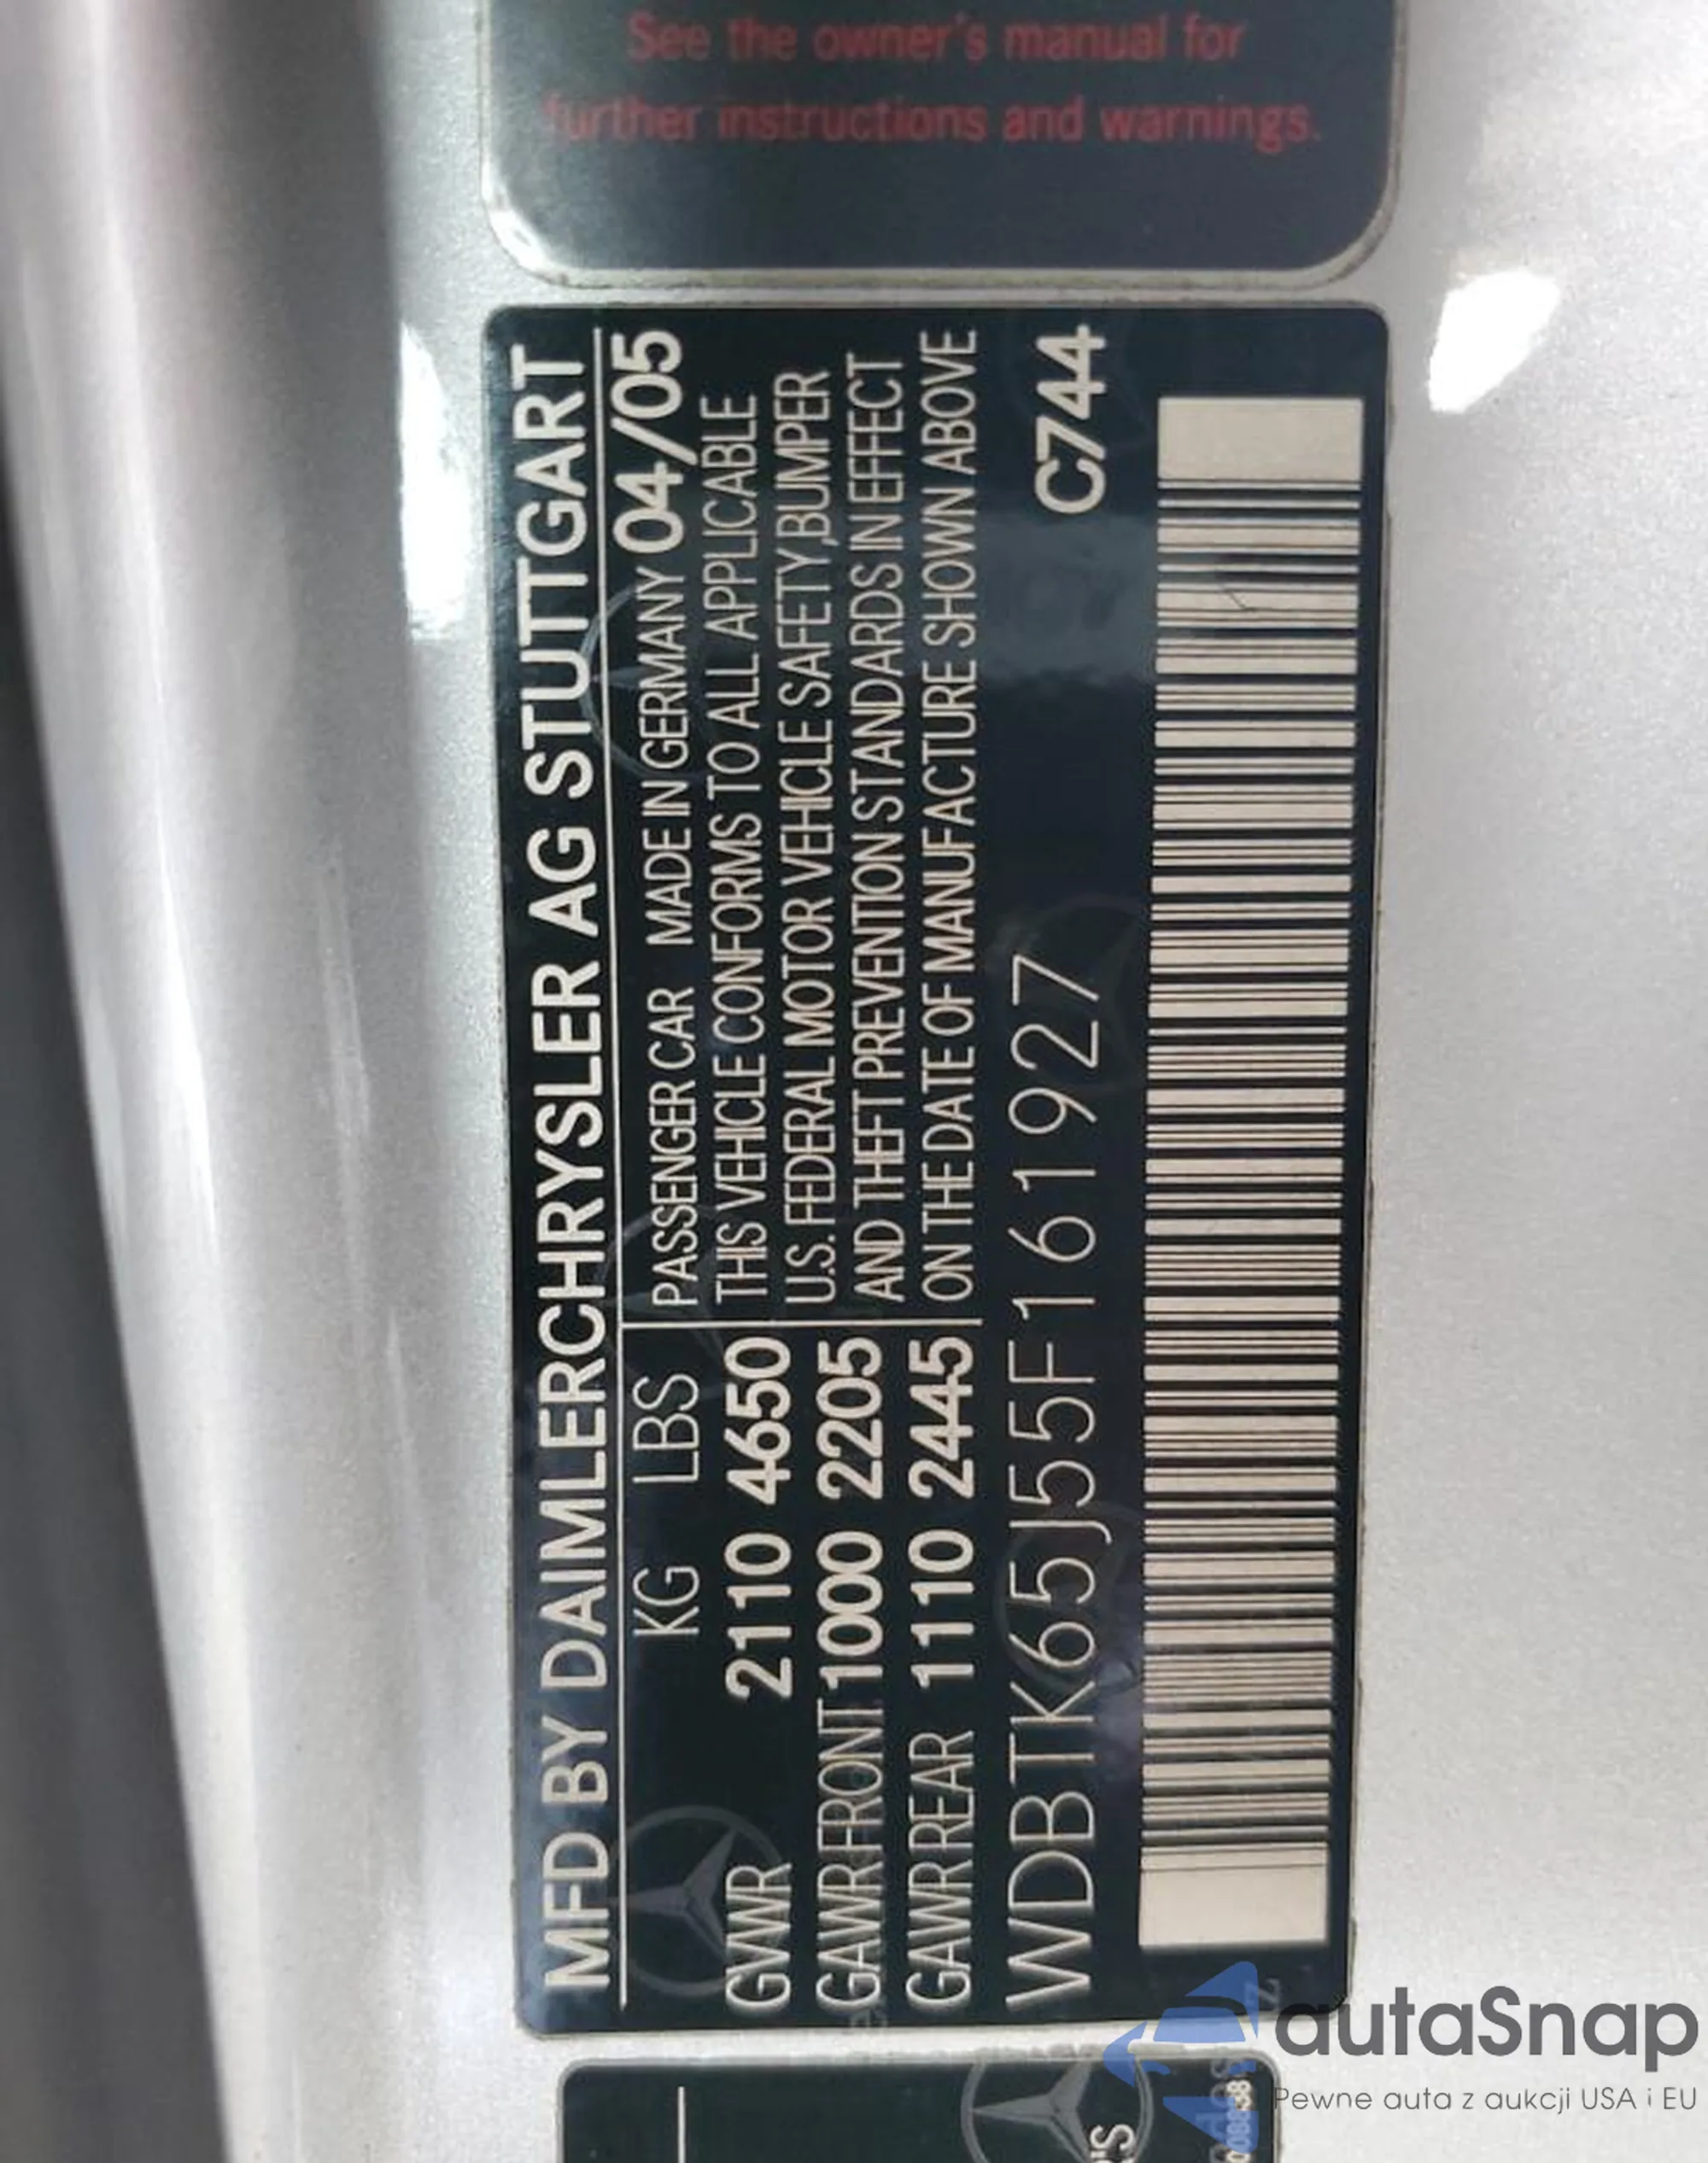 See the owner's manual for
further instructions and warnings.
MFD BY DAIMLERCHRYSLER AG STUTTGART
KG LBS PASSENGER CAR MADE IN GERMANY 04/05
GVWR 2110 4650 THIS VEHICLE CONFORMS TO ALL APPLICABLE
U.S. FEDERAL MOTOR VEHICLE SAFETY,BUMPER
GAWR FRONT 1000 2205 AND THEFT PREVENTION STANDARDS IN EFFECT
GAWR REAR 1110 2445 ON THE DATE OF MANUFACTURE SHOWN ABOVE
WDBTK65J55F161927 C744
autaSnap
Pewne auta z aukcji USA i EU